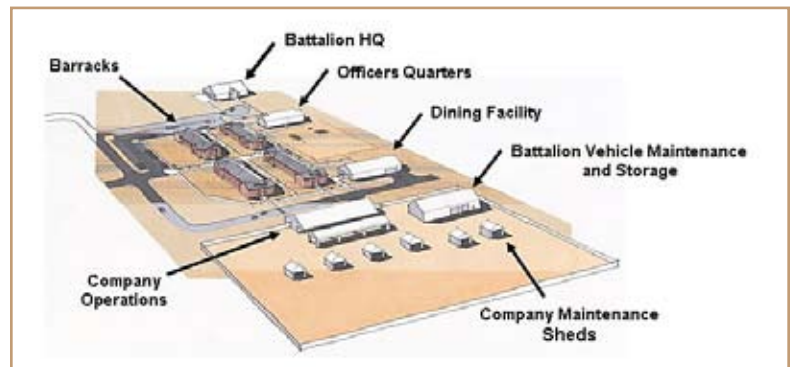 Battalion HQ
Barracks
Officers Quarters
Dining Facility
Battalion Vehicle Maintenance
and Storage
Company
Operations
Company Maintenance
Sheds